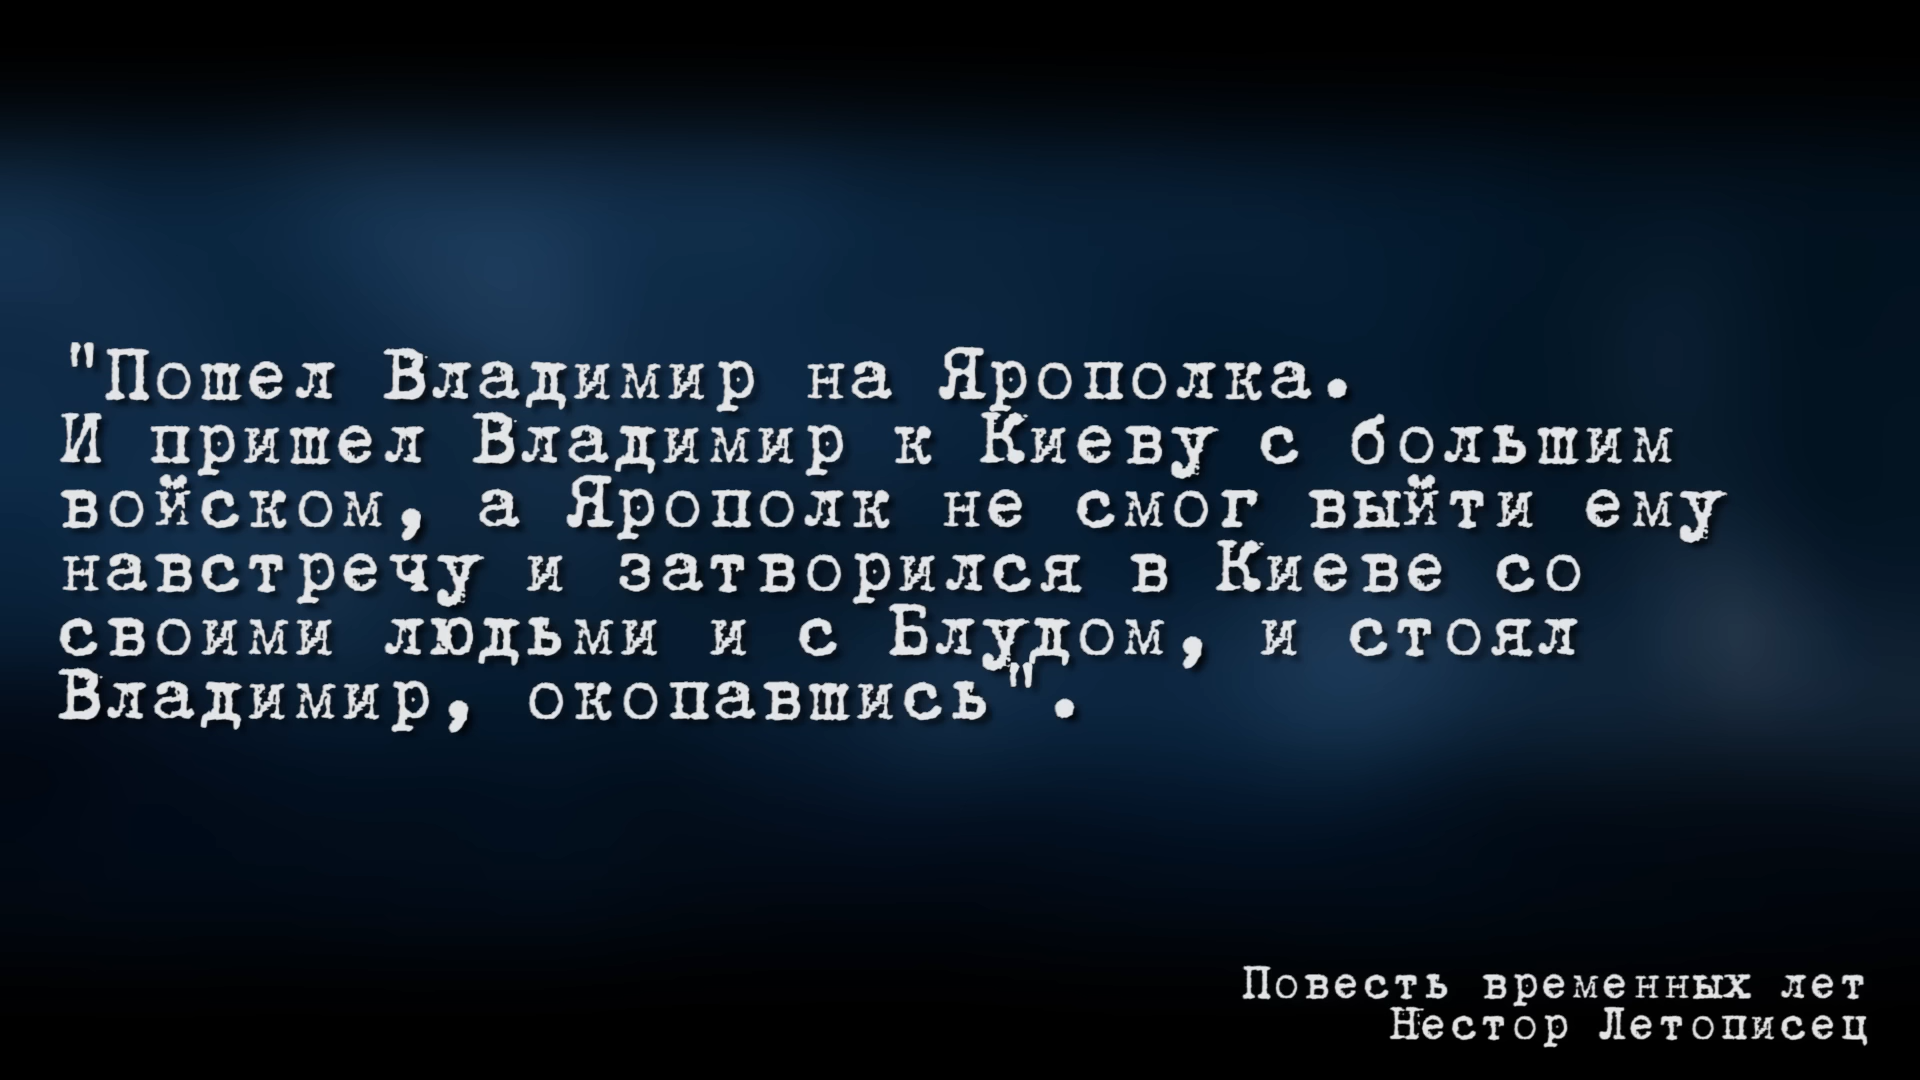 "Пошел Владимир на Ярополка.
И пришел Владимир к Киеву с большим
войском, а Ярополк не смог выйти ему
навстречу и затворился в Киеве со
своими людьми и с Блудом, и стоял
Владимир, окопавшись".
Повесть временных лет
Нестор Летописец